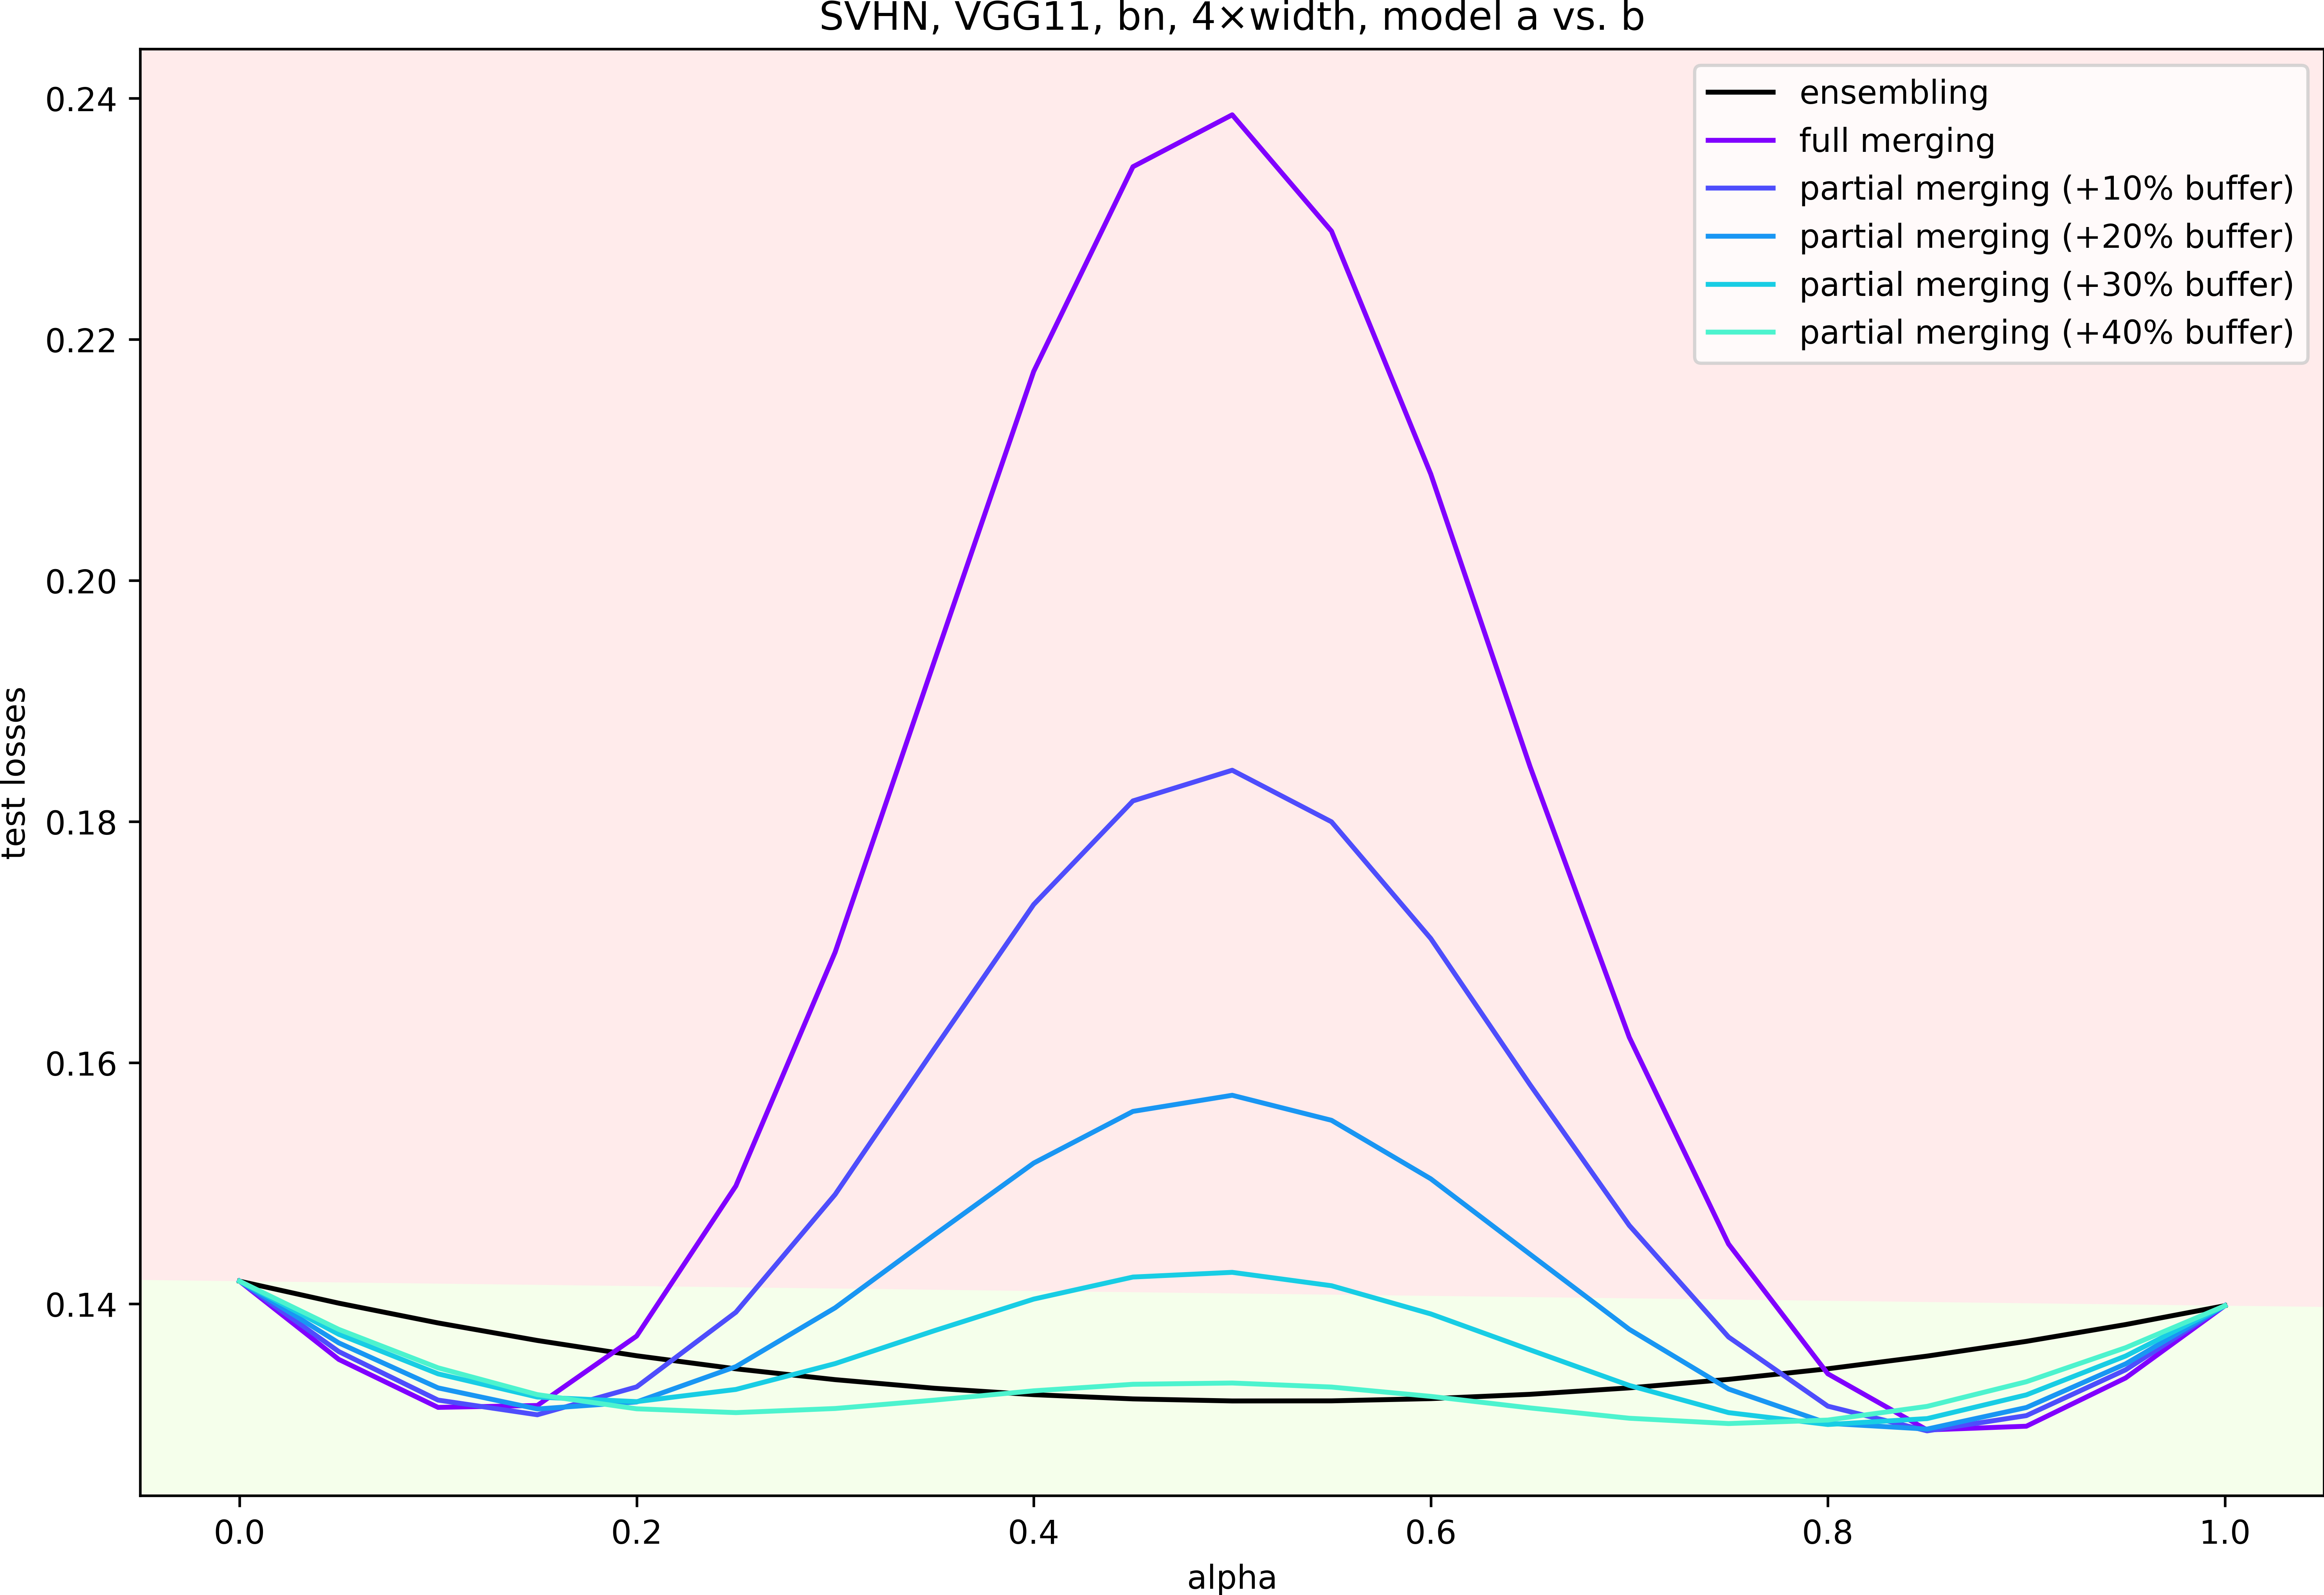 SVHN, VGG11, bn, 4×width, model a vs. b
ensembling
full merging
partial merging (+10% buffer)
partial merging (+20% buffer)
partial merging (+30% buffer)
partial merging (+40% buffer)
test losses
0.24
0.22
0.20
0.18
0.16
0.14
0.0
0.2
0.4
0.6
0.8
1.0
alpha